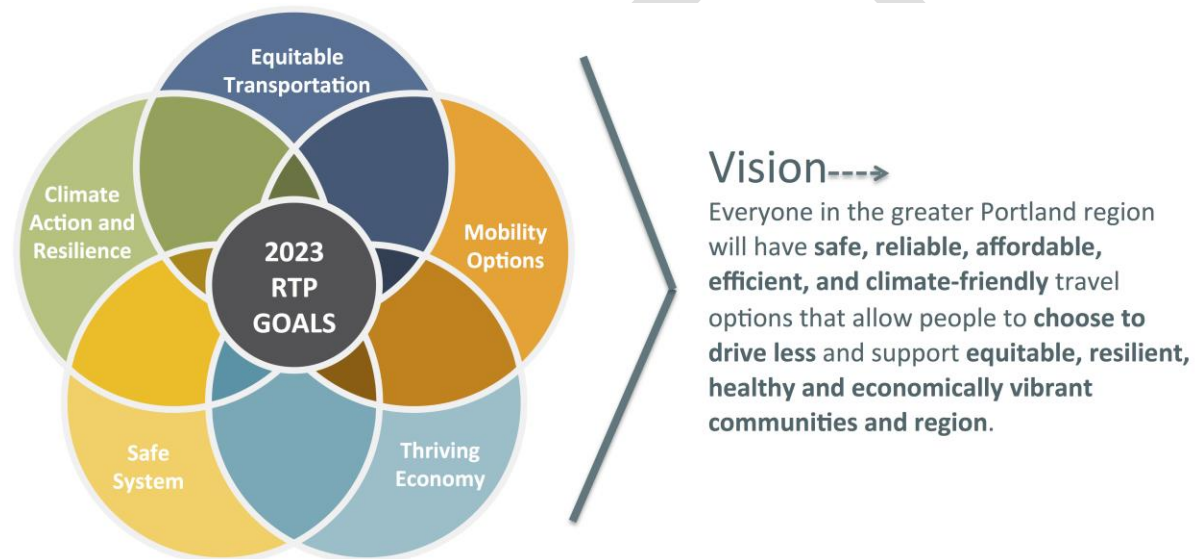 Equitable
Transportation
Climate
Action and
Resilience
Mobility
Options
2023
RTP
GOALS
Safe
System
Thriving
Economy
Vision---->
Everyone in the greater Portland region
will have safe, reliable, affordable,
efficient, and climate-friendly travel
options that allow people to choose to
drive less and support equitable, resilient,
healthy and economically vibrant
communities and region.